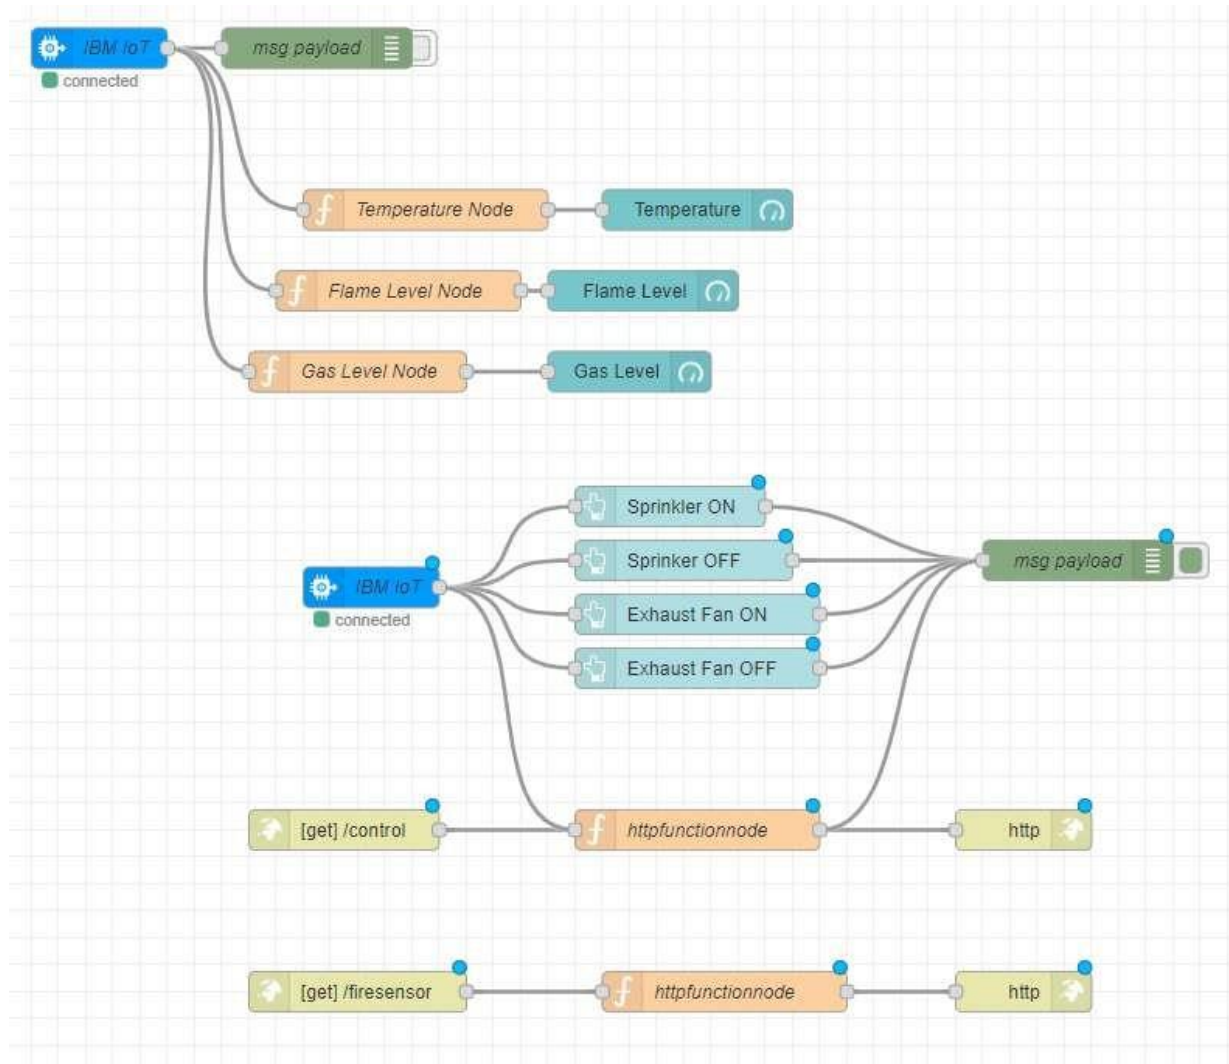 IBM IoT
msg payload
connected
Temperature Node
Temperature
Flame Level Node
Flame Level
Gas Level Node
Gas Level
Sprinkler ON
Sprinker OFF
msg payload
IBM IoT
Exhaust Fan ON
connected
Exhaust Fan OFF
[get] /control
httpfunctionnode
http
[get] /firesensor
httpfunctionnode
http